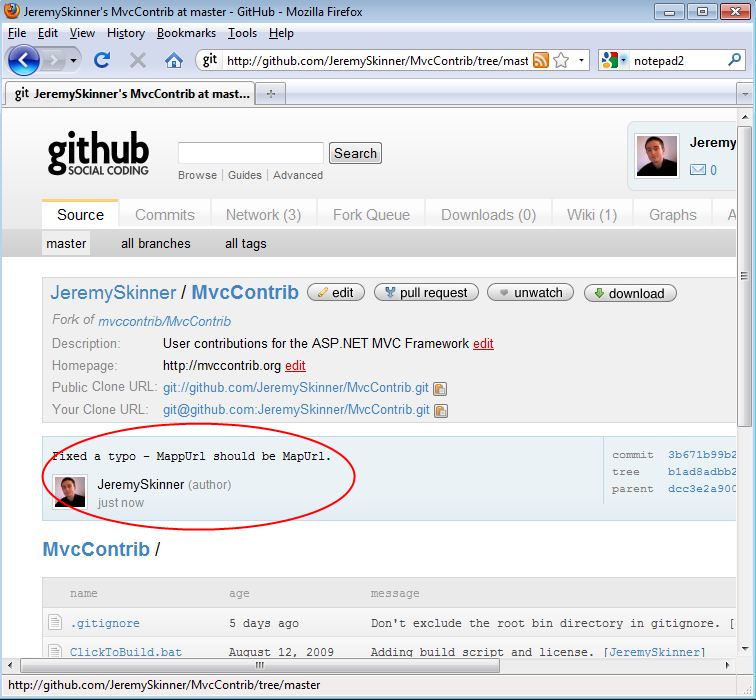 JeremySkinner's MvcContrib at master - GitHub - Mozilla Firefox
File Edit View History Bookmarks Tools Help
git http://github.com/JeremySkinner/MvcContrib/tree/mast notepad2
git JeremySkinner's MvcContrib at mast...
github
SOCIAL CODING
Search
Browse | Guides | Advanced
Jeremy
0
Source Commits Network (3) Fork Queue Downloads (0) Wiki (1) Graphs A
master all branches all tags
JeremySkinner / MvcContrib edit pull request unwatch download
Fork of mvccontrib/MvcContrib
Description: User contributions for the ASP.NET MVC Framework edit
Homepage: http://mvccontrib.org edit
Public Clone URL: git://github.com/JeremySkinner/MvcContrib.git
Your Clone URL: git@github.com:JeremySkinner/MvcContrib.git
Fixed a typo - MappUrl should be MapUrl.
JeremySkinner (author)
just now
commit 3b671b99b2
tree b1ad8adbb2
parent dcc3e2a900
MvcContrib /
name age message
.gitignore 5 days ago Don't exclude the root bin directory in gitignore. [
ClickToBuild.bat August 12, 2009 Adding build script and license. [JeremySkinner]
http://github.com/JeremySkinner/MvcContrib/tree/master